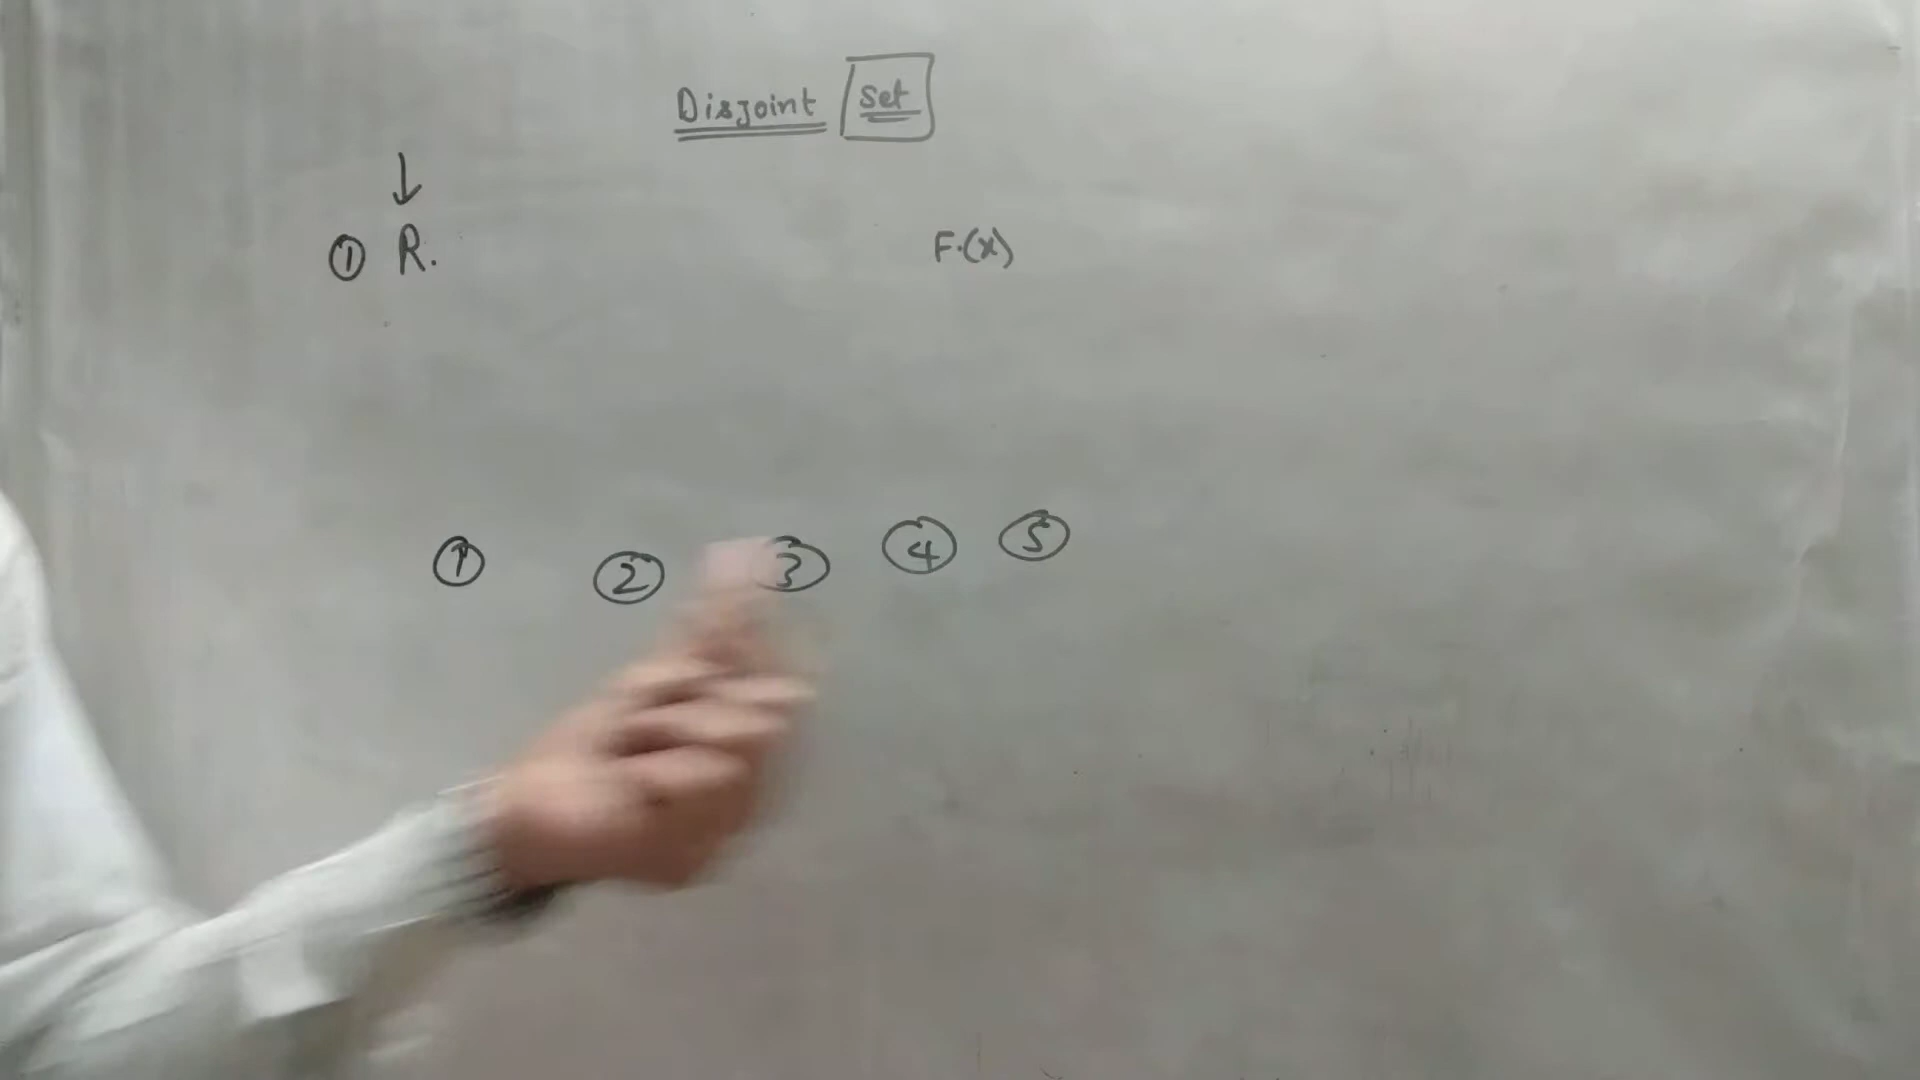 Disjoint Set
① R.
F.(x)
① ② ③ ④ ⑤